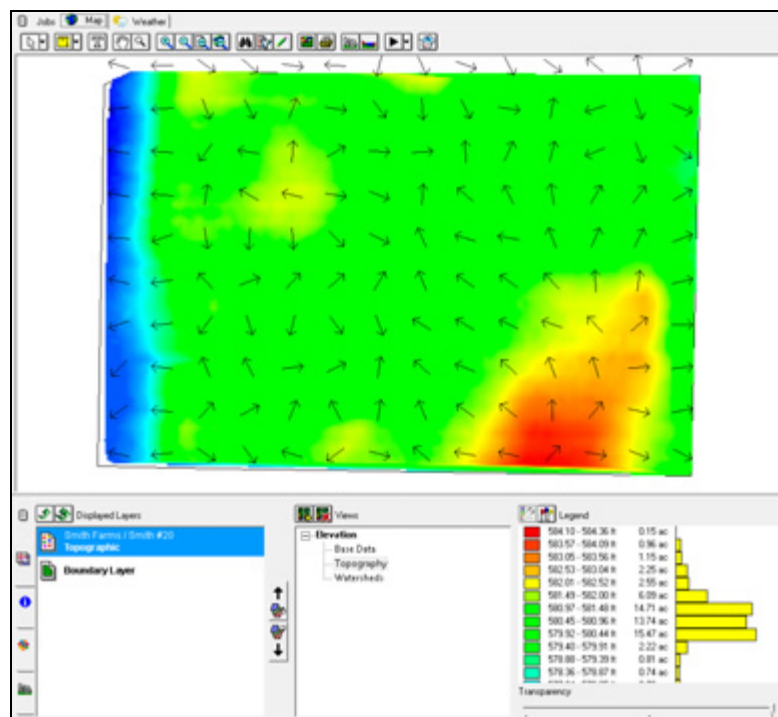 Jobs Map Weather
Displayed Layers
Smith Farms / Smith #20
Topographic
Boundary Layer
Views
Elevation
Base Data
Topography
Watersheds
Legend
584.10 - 584.36 ft 0.15 ac
583.57 - 584.09 ft 0.96 ac
583.05 - 583.56 ft 1.15 ac
582.53 - 583.04 ft 2.25 ac
582.01 - 582.52 ft 2.55 ac
581.49 - 582.00 ft 6.09 ac
580.97 - 581.48 ft 14.71 ac
580.45 - 580.96 ft 13.74 ac
579.92 - 580.44 ft 15.47 ac
579.40 - 579.91 ft 2.22 ac
578.88 - 579.39 ft 0.81 ac
578.36 - 578.87 ft 0.74 ac
Transparency